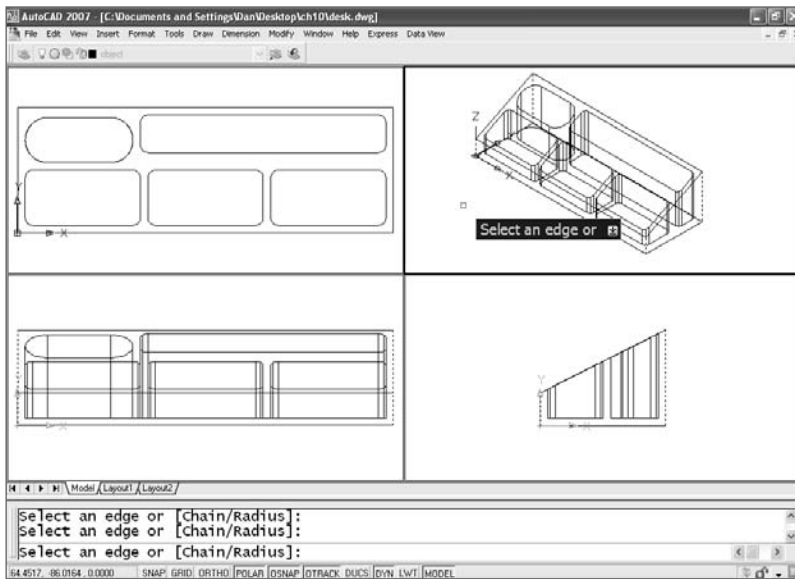 AutoCAD 2007 - [C:\Documents and Settings\Dan\Desktop\ch10\desk.dwg]
File Edit View Insert Format Tools Draw Dimension Modify Window Help Express Data View
object
Z
X
Select an edge or
Y
X
Y
X
Y
X
Model Layout1 Layout2
Select an edge or [Chain/Radius]:
Select an edge or [Chain/Radius]:
Select an edge or [Chain/Radius]:
64.4517, -86.0164, 0.0000 SNAP GRID ORTHO POLAR OSNAP OTRACK DUCS DYN LWT MODEL